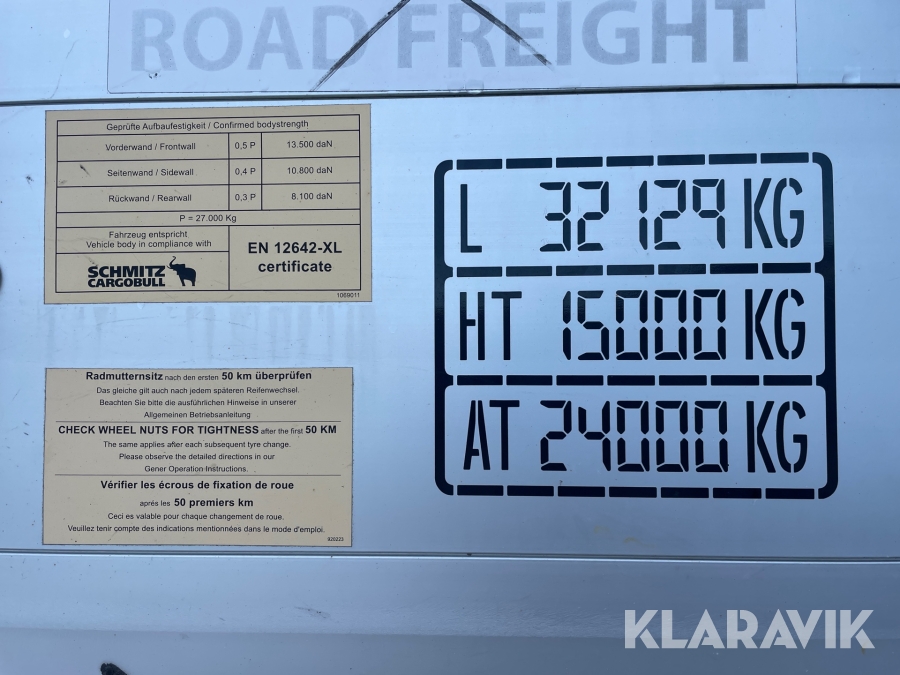 ROAD FREIGHT
KLARAVIK
Geprüfte Aufbaufestigkeit / Confirmed bodystrength
Vorderwand / Frontwall 0,5 P 13.500 daN
Seitenwand / Sidewall 0,4 P 10.800 daN
Rückwand / Rearwall 0,3 P 8.100 daN
P = 27.000 Kg
Fahrzeug entspricht
Vehicle body in compliance with
SCHMITZ
CARGOBULL
EN 12642-XL
certificate
1069011
L 32129 KG
HT 15000 KG
AT 24000 KG
Radmutternsitz nach den ersten 50 km überprüfen
Das gleiche gilt auch nach jedem späteren Reifenwechsel.
Beachten Sie bitte die ausführlichen Hinweise in unserer
Allgemeinen Betriebsanleitung
CHECK WHEEL NUTS FOR TIGHTNESS after the first 50 KM
The same applies after each subsequent tyre change.
Please observe the detailed directions in our
Gener Operation Instructions.
Vérifier les écrous de fixation de roue
aprés les 50 premiers km
Ceci es valable pour chaque changement de roue.
Veuillez tenir compte des indications mentionnées dans le mode d'emploi.
920223
KLARAVIK